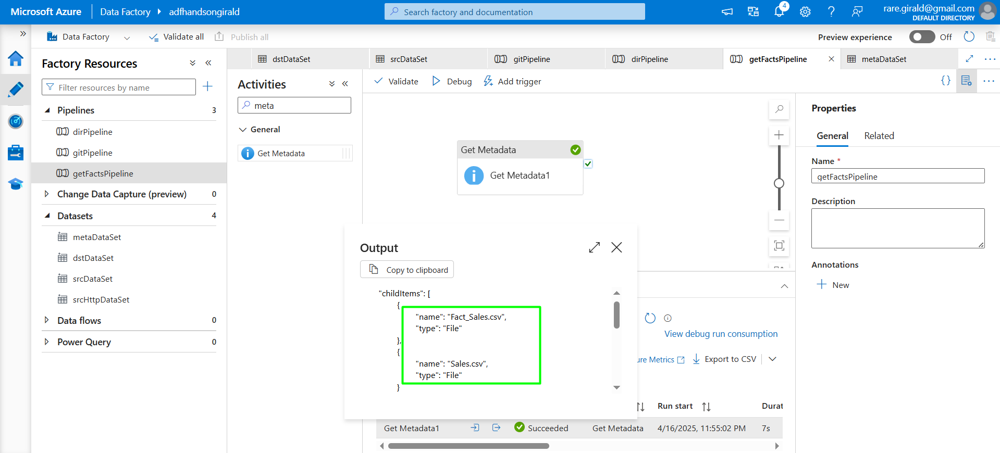 Microsoft Azure
Data Factory
adfhandsongirald
Search factory and documentation
4
rare.girald@gmail.com
DEFAULT DIRECTORY
Data Factory
Validate all
Publish all
Preview experience
Off
Factory Resources
Filter resources by name
Pipelines 3
dirPipeline
gitPipeline
getFactsPipeline
Change Data Capture (preview) 0
Datasets 4
metaDataSet
dstDataSet
srcDataSet
srcHttpDataSet
Data flows 0
Power Query 0
dstDataSet
srcDataSet
gitPipeline
dirPipeline
getFactsPipeline
metaDataSet
Activities
meta
General
Get Metadata
Validate
Debug
Add trigger
{}
Get Metadata
Get Metadata1
Output
Copy to clipboard
"childItems": [
{
"name": "Fact_Sales.csv",
"type": "File"
},
{
"name": "Sales.csv",
"type": "File"
}
View debug run consumption
ure Metrics
Export to CSV
Run start
Durat
Get Metadata1
Succeeded
Get Metadata
4/16/2025, 11:55:02 PM
7s
Properties
General
Related
Name *
getFactsPipeline
Description
Annotations
New